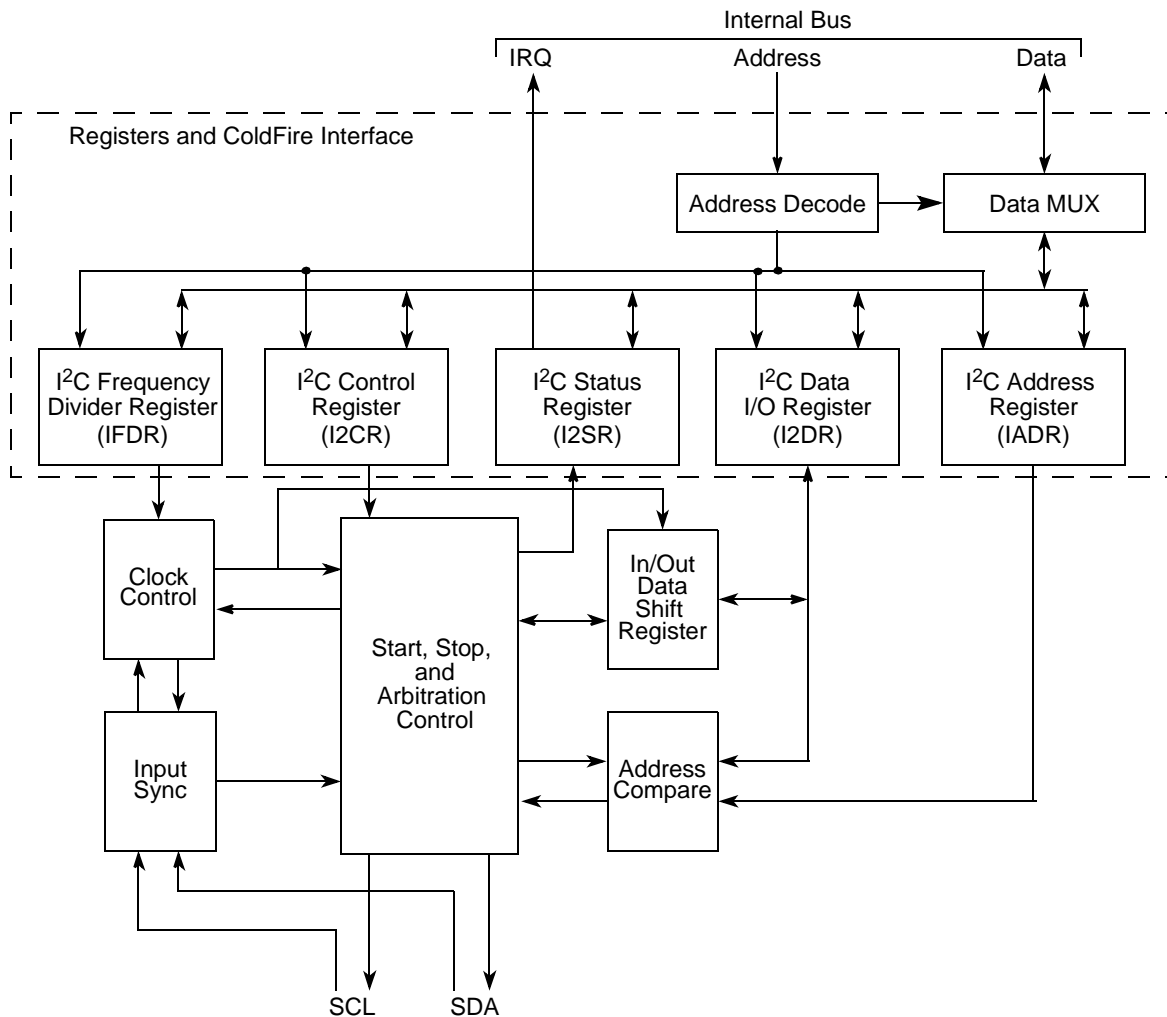 Internal Bus
IRQ
Address
Data
Registers and ColdFire Interface
Address Decode
Data MUX
I²C Frequency
Divider Register
(IFDR)
I²C Control
Register
(I2CR)
I²C Status
Register
(I2SR)
I²C Data
I/O Register
(I2DR)
I²C Address
Register
(IADR)
Clock
Control
Start, Stop,
and
Arbitration
Control
In/Out
Data
Shift
Register
Input
Sync
Address
Compare
SCL
SDA